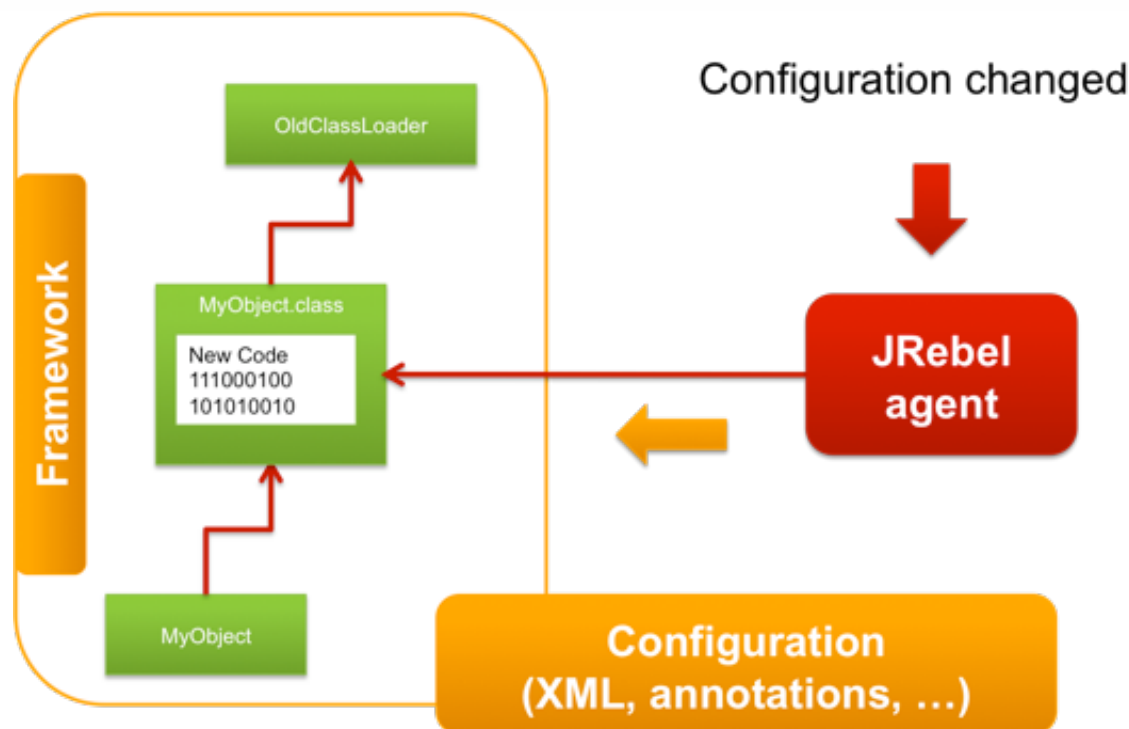 Configuration changed
OldClassLoader
Framework
MyObject.class
New Code
111000100
101010010
JRebel
agent
MyObject
Configuration
(XML, annotations, …)